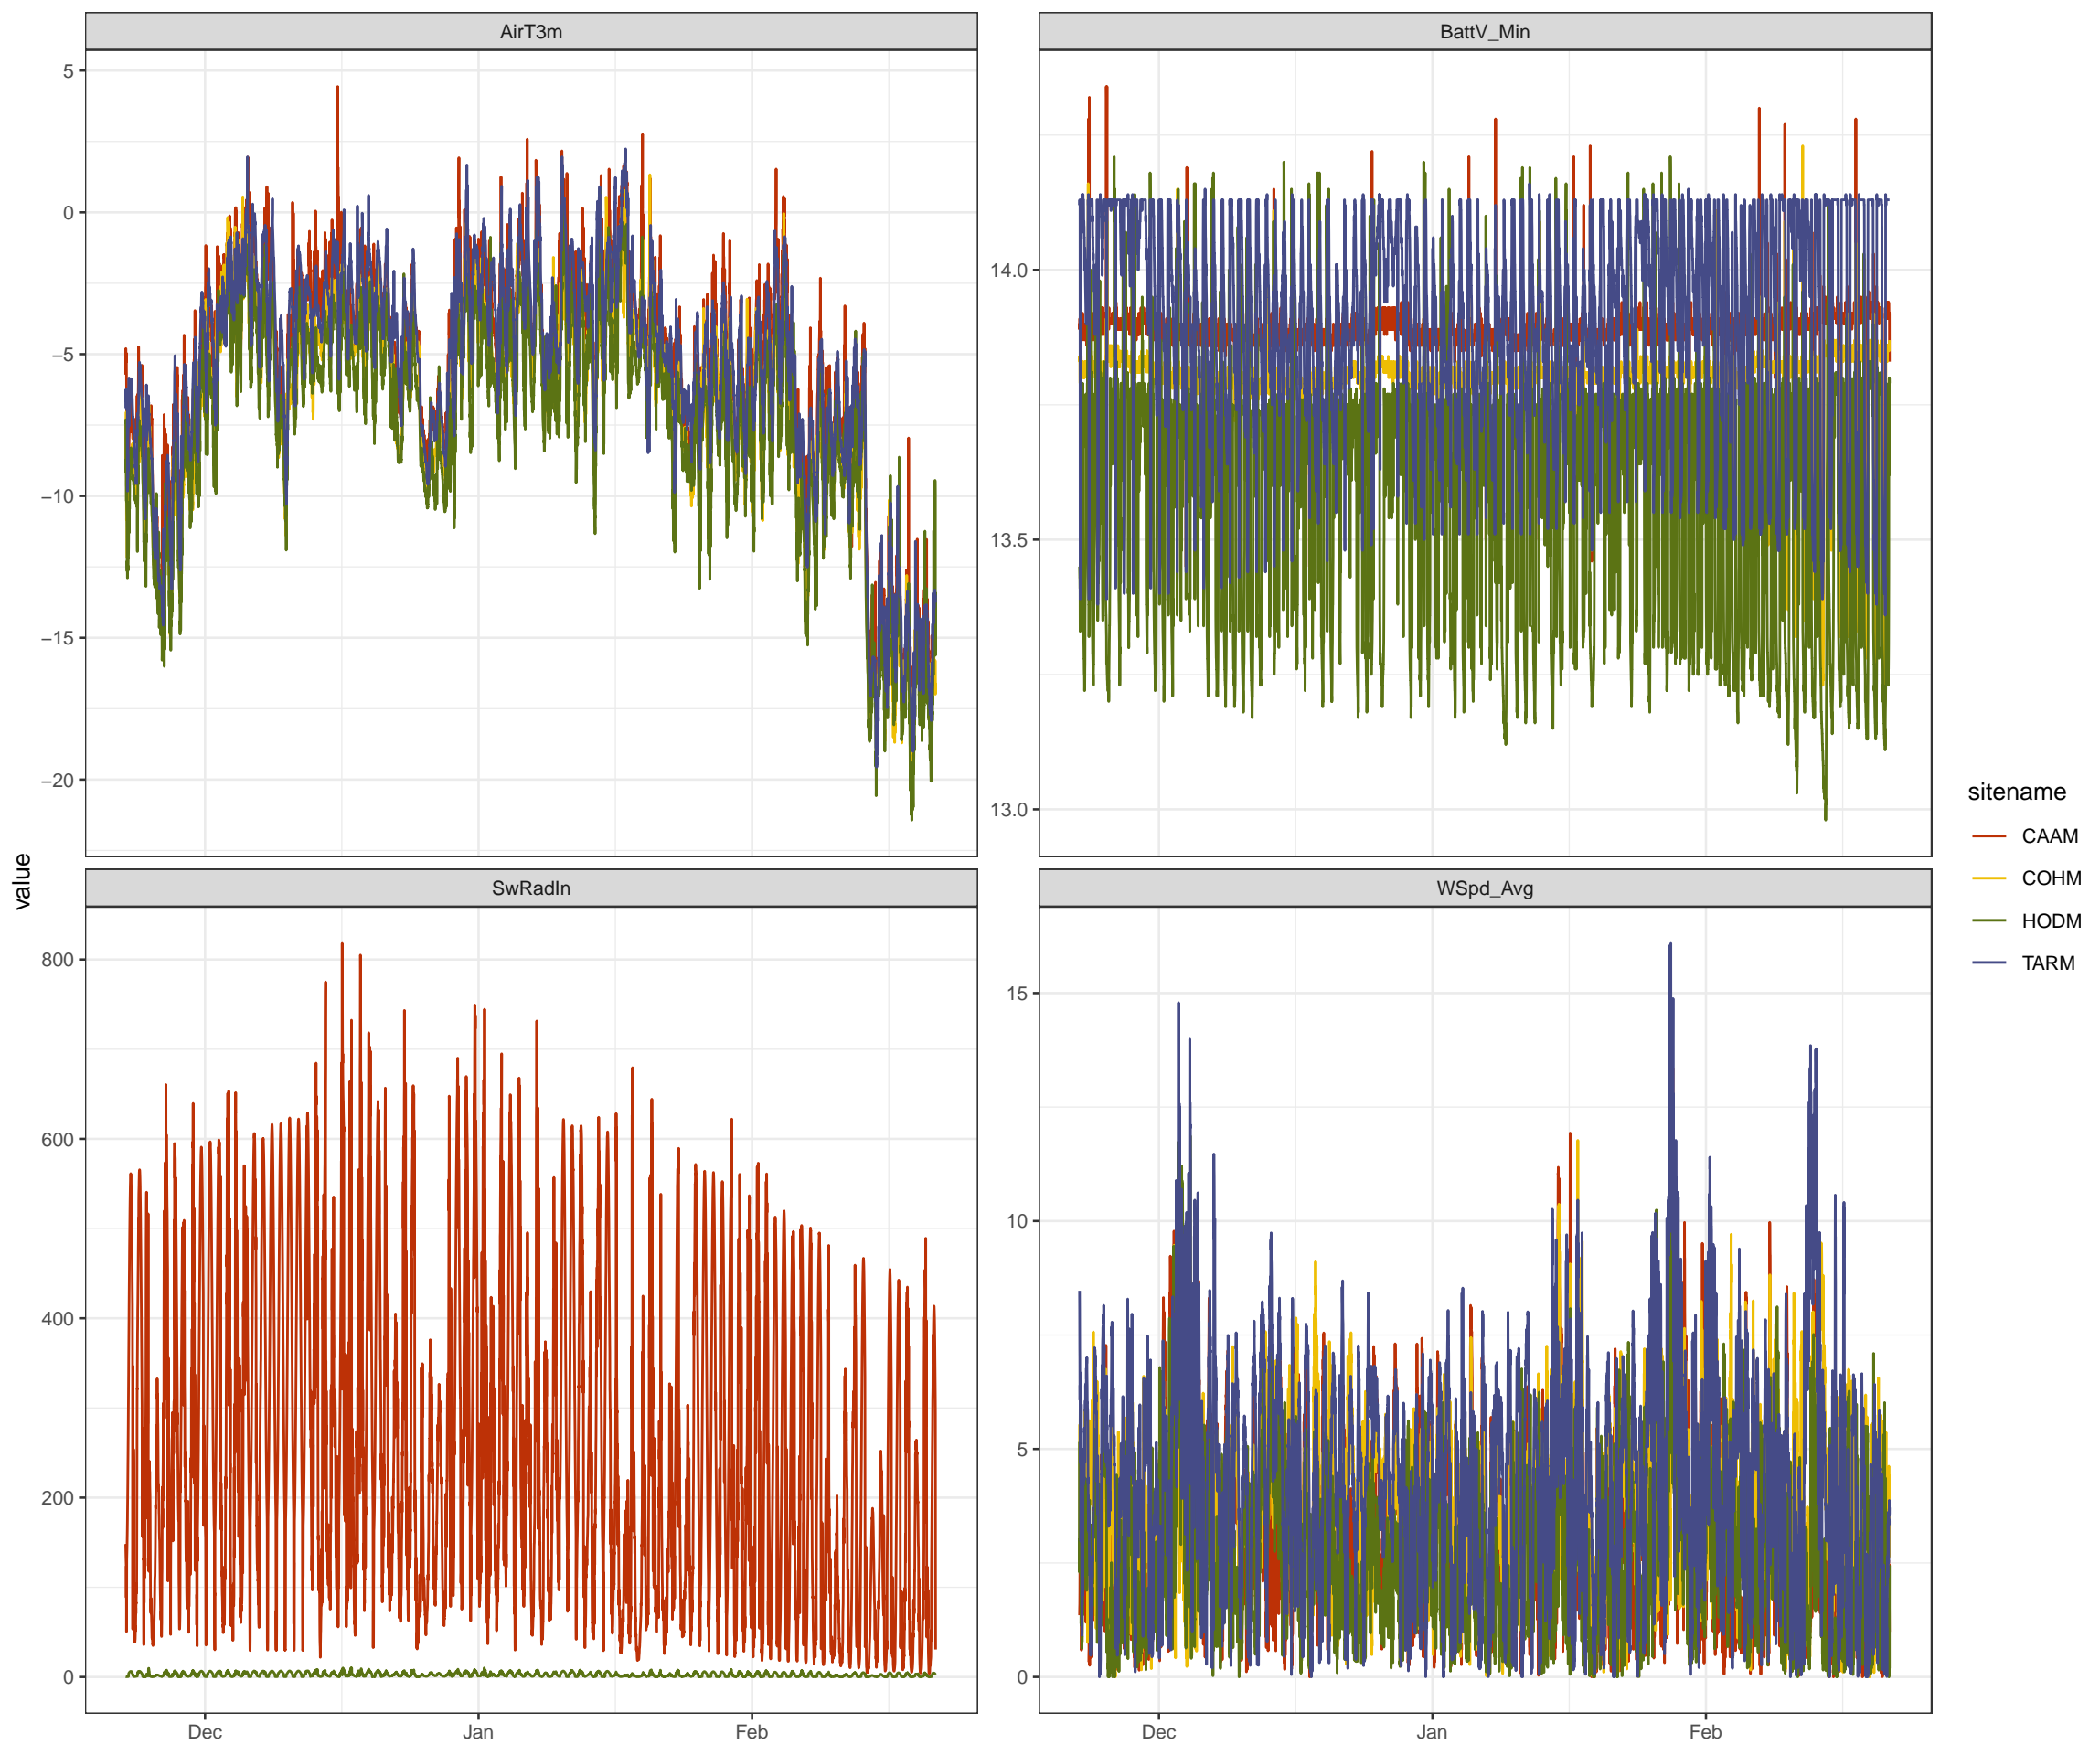 AirT3m
BattV_Min
5
0
−5
−10
−15
−20
14.0
13.5
13.0
value
SwRadIn
WSpd_Avg
800
600
400
200
0
15
10
5
0
Dec
Jan
Feb
Dec
Jan
Feb
sitename
CAAM
COHM
HODM
TARM